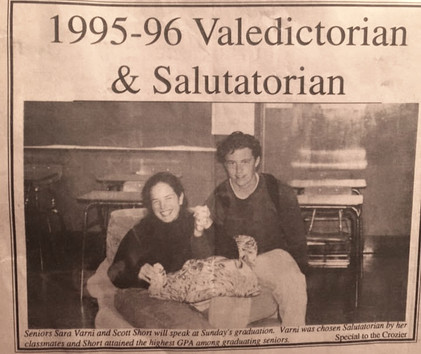 1995-96 Valedictorian
& Salutatorian
Seniors Sara Varni and Scott Short will speak at Sunday's graduation. Varni was chosen Salutatorian by her
classmates and Short attained the highest GPA among graduating seniors. Special to the Crozier